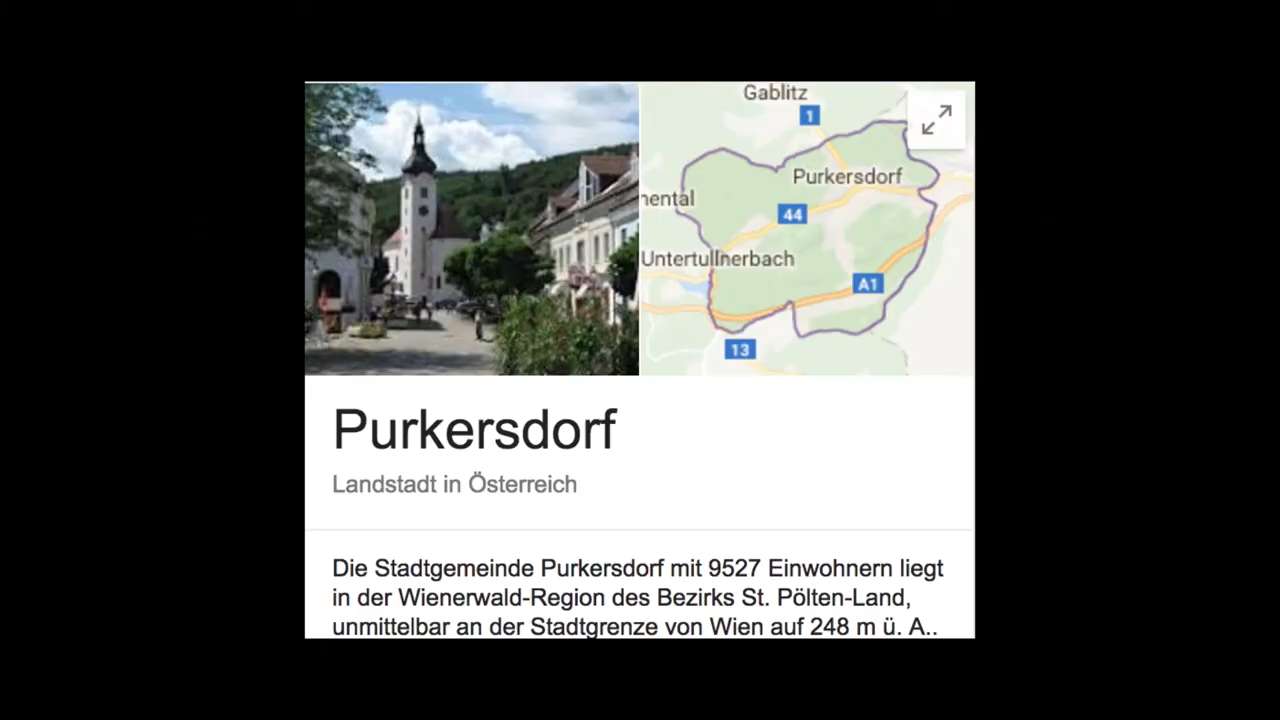 Gablitz
1
Purkersdorf
nental
44
Untertullnerbach
A1
13
Purkersdorf
Landstadt in Österreich
Die Stadtgemeinde Purkersdorf mit 9527 Einwohnern liegt
in der Wienerwald-Region des Bezirks St. Pölten-Land,
unmittelbar an der Stadtgrenze von Wien auf 248 m ü. A..